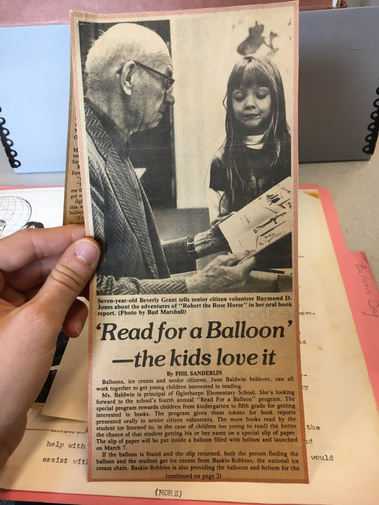 Seven-year-old Beverly Grant tells senior citizen volunteer Raymond D.
Jones about the adventures of "Robert the Rose Horse" in her oral book
report. (Photo by Bud Marshall)
'Read for a Balloon'
—the kids love it
By PHIL SANDERLIN
Balloons, ice cream and senior citizens, June Baldwin believes, can all
work together to get young children interested in reading.
Ms. Baldwin is principal of Oglethorpe Elementary School. She's looking
forward to the school's fourth annual "Read for a Balloon" program. The
special program rewards children from kindergarten to fifth grade for getting
interested in books. The program gives them tokens for book reports
presented orally to senior citizen volunteers. The more books read by the
student (or listened to, in the case of children too young to read) the better
the chance of that student getting his or her name on a special slip of paper.
The slip of paper will be put inside a balloon filled with helium and launched
on March 7.
If the balloon is found and the slip returned, both the person finding the
balloon and the student get ice cream from Baskin-Robbins, the national ice
cream chain. Baskin-Robbins is also providing the balloons and helium for the
(continued on page 2)
help with
assist with
the
would
(MORE)